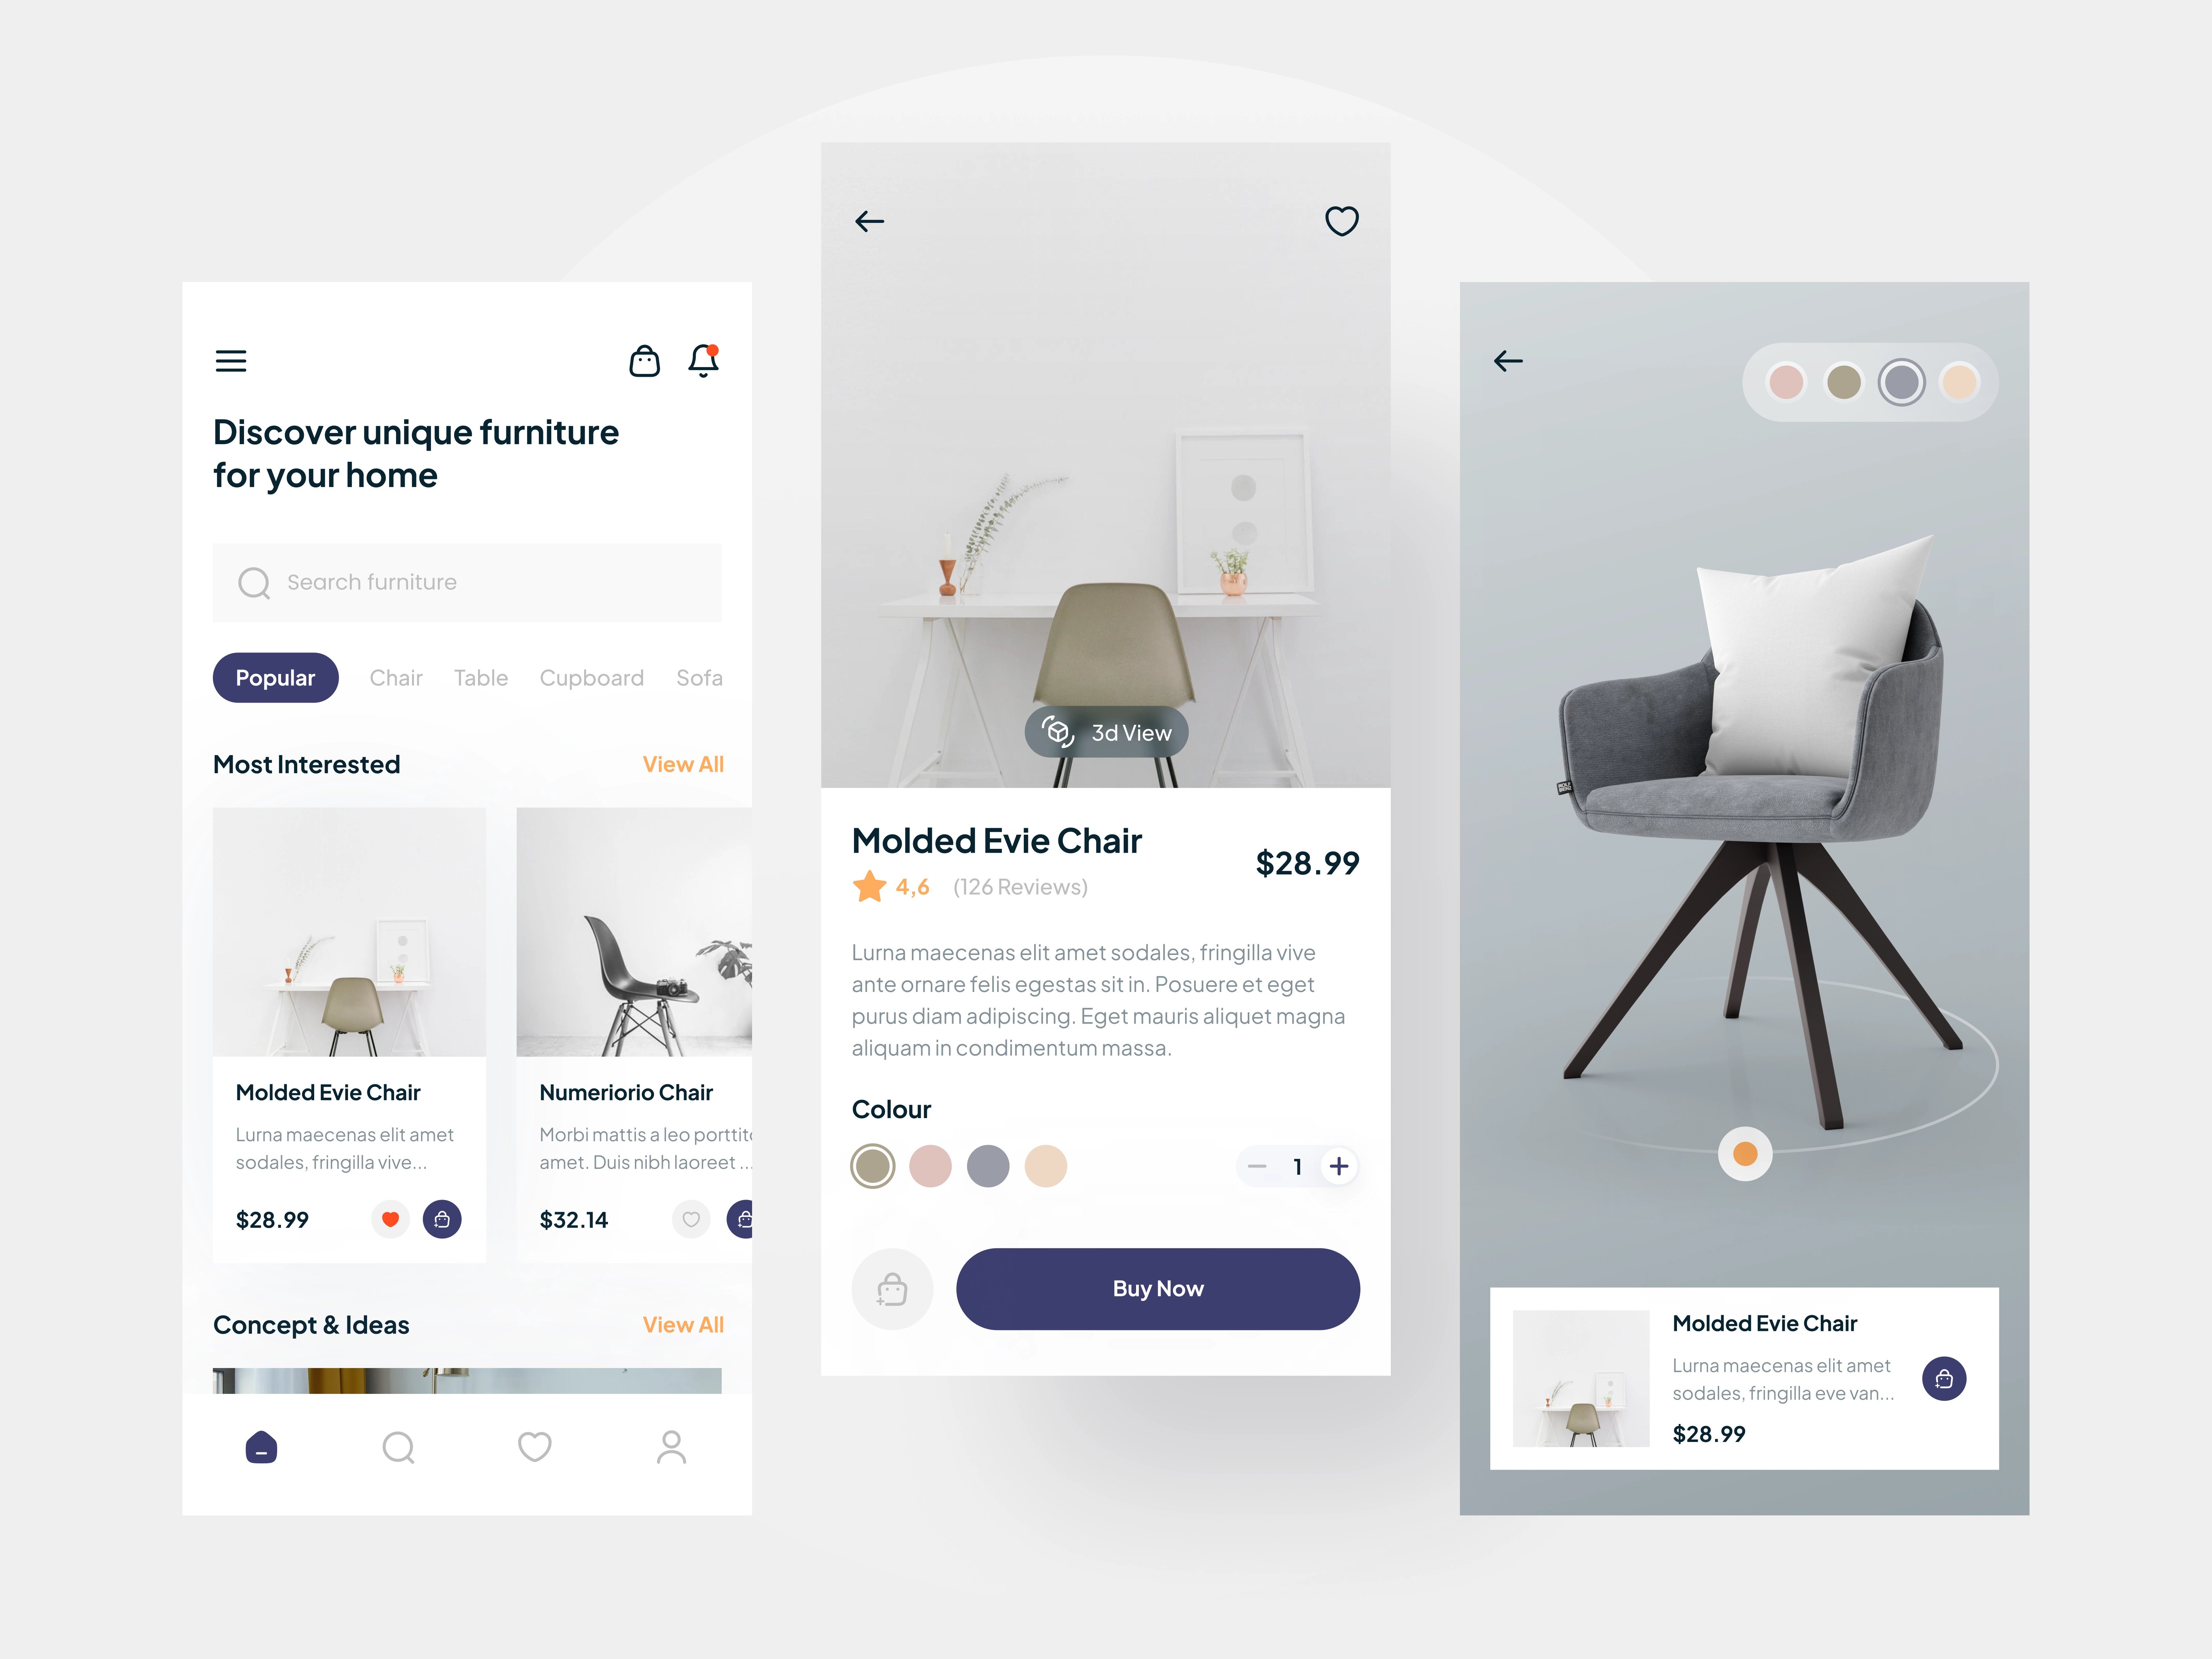 Discover unique furniture
for your home
Search furniture
Popular Chair Table Cupboard Sofa
Most Interested View All
Molded Evie Chair
Lurna maecenas elit amet
sodales, fringilla vive...
$28.99
Numeriorio Chair
Morbi mattis a leo
amet. Duis nibh laoreet ...
$32.14
Concept & Ideas View All
3d View
Molded Evie Chair
$28.99
4,6 (126 Reviews)
Lurna maecenas elit amet sodales, fringilla vive
ante ornare felis egestas sit in. Posuere et eget
purus diam adipiscing. Eget mauris aliquet magna
aliquam in condimentum massa.
Colour
1
Buy Now
Molded Evie Chair
Lurna maecenas elit amet
sodales, fringilla eve van...
$28.99